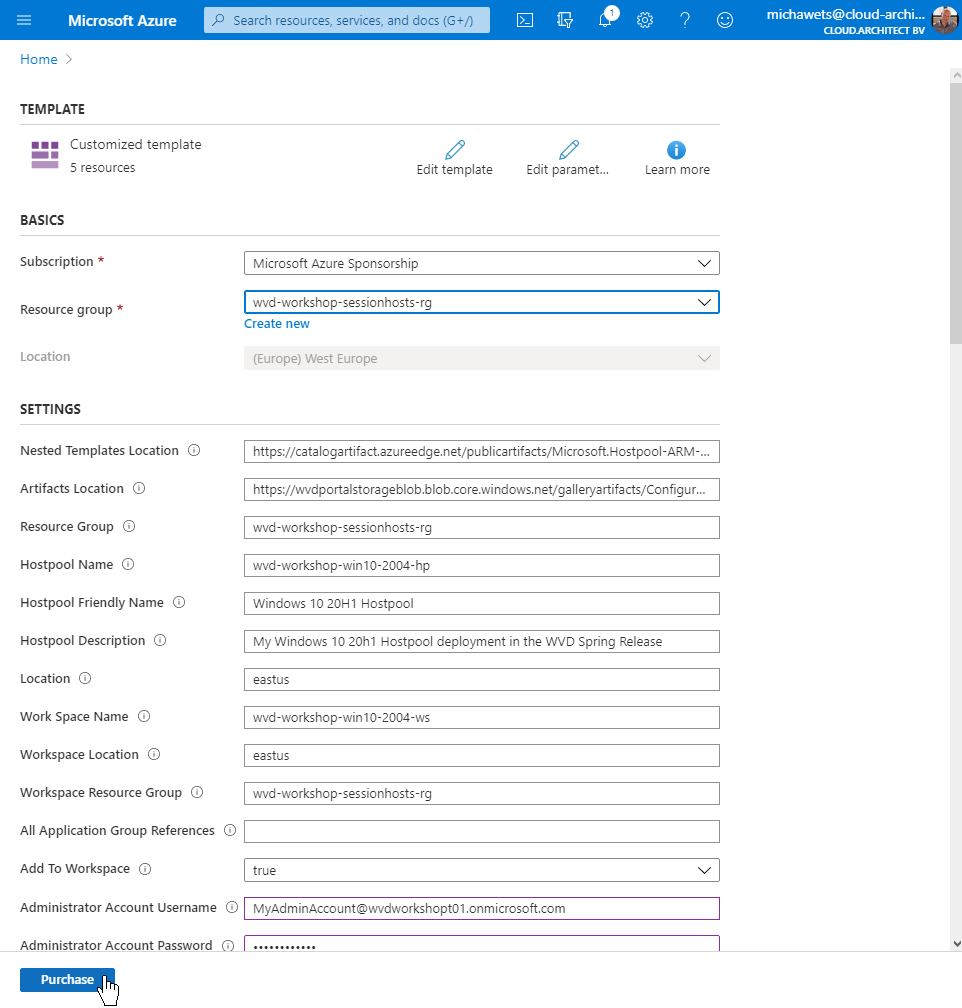 Microsoft Azure
Search resources, services, and docs (G+/)
1
michawets@cloud-archi...
CLOUD.ARCHITECT BV
Home
TEMPLATE
Customized template
5 resources
Edit template
Edit paramet...
Learn more
BASICS
Subscription *
Microsoft Azure Sponsorship
Resource group *
wvd-workshop-sessionhosts-rg
Create new
Location
(Europe) West Europe
SETTINGS
Nested Templates Location
https://catalogartifact.azureedge.net/publicartifacts/Microsoft.Hostpool-ARM-...
Artifacts Location
https://wvdportalstorageblob.blob.core.windows.net/galleryartifacts/Configur...
Resource Group
wvd-workshop-sessionhosts-rg
Hostpool Name
wvd-workshop-win10-2004-hp
Hostpool Friendly Name
Windows 10 20H1 Hostpool
Hostpool Description
My Windows 10 20h1 Hostpool deployment in the WVD Spring Release
Location
eastus
Work Space Name
wvd-workshop-win10-2004-ws
Workspace Location
eastus
Workspace Resource Group
wvd-workshop-sessionhosts-rg
All Application Group References
Add To Workspace
true
Administrator Account Username
MyAdminAccount@wvdworkshopt01.onmicrosoft.com
Administrator Account Password
••••••••••••
Purchase